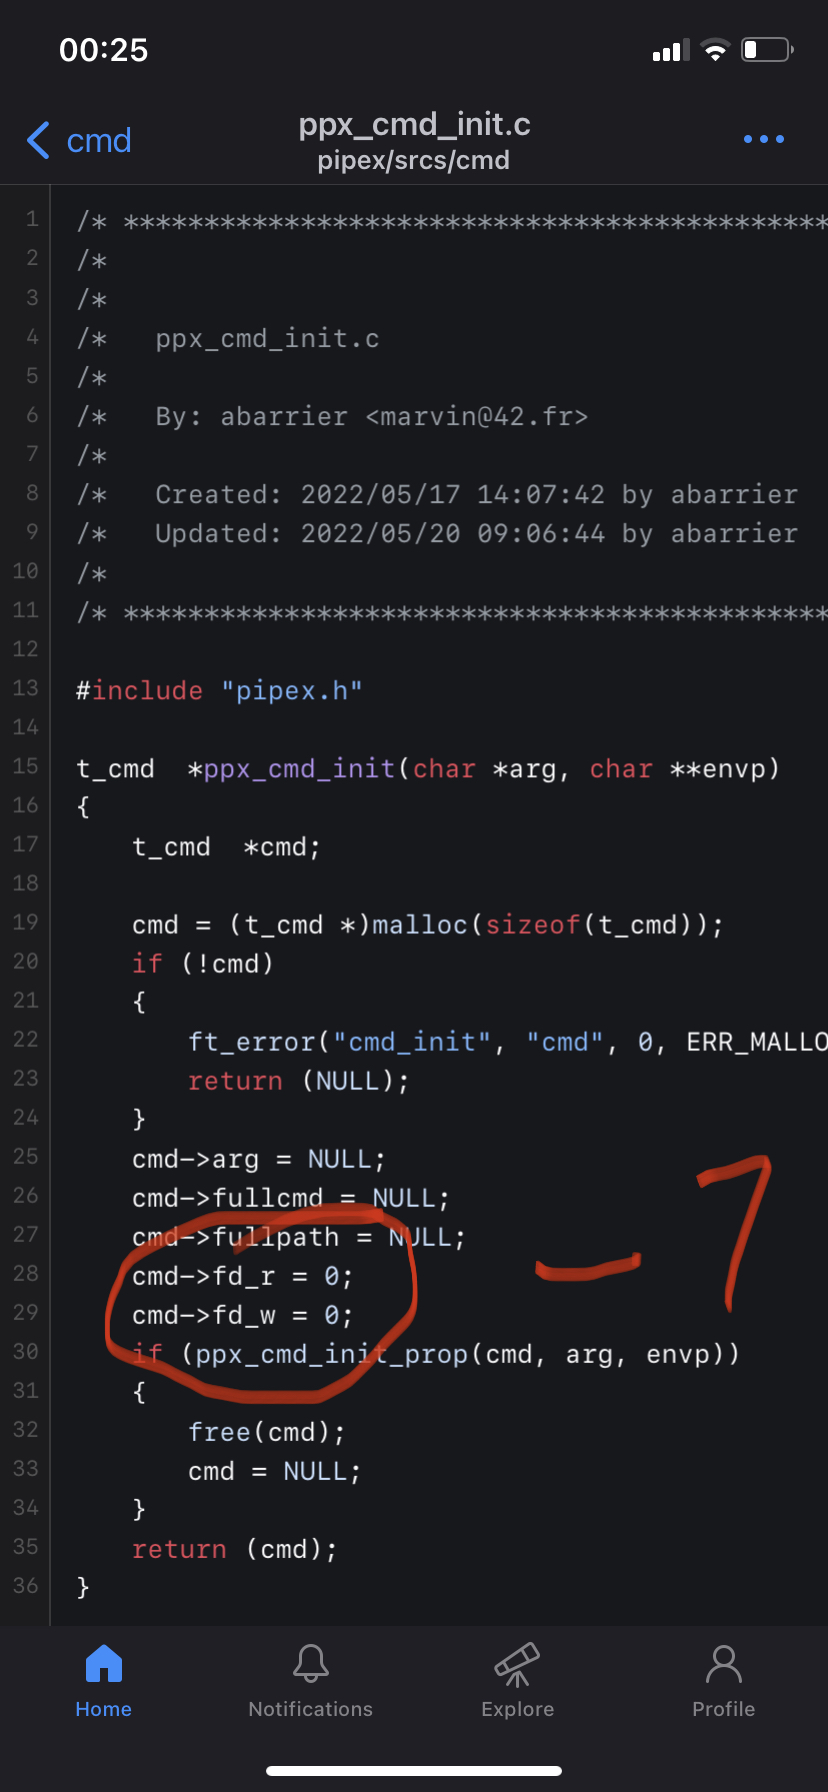 00:25
cmd
ppx_cmd_init.c
pipex/srcs/cmd
1 /* ********************************************
2 /*
3 /*
4 /*   ppx_cmd_init.c
5 /*
6 /*   By: abarrier <marvin@42.fr>
7 /*
8 /*   Created: 2022/05/17 14:07:42 by abarrier
9 /*   Updated: 2022/05/20 09:06:44 by abarrier
10 /*
11 /* ********************************************
12
13 #include "pipex.h"
14
15 t_cmd  *ppx_cmd_init(char *arg, char **envp)
16 {
17     t_cmd  *cmd;
18
19     cmd = (t_cmd *)malloc(sizeof(t_cmd));
20     if (!cmd)
21     {
22         ft_error("cmd_init", "cmd", 0, ERR_MALLO
23         return (NULL);
24     }
25     cmd->arg = NULL;
26     cmd->fullcmd = NULL;
27     cmd->fullpath = NULL;
28     cmd->fd_r = 0;
29     cmd->fd_w = 0;
-1
30     if (ppx_cmd_init_prop(cmd, arg, envp))
31     {
32         free(cmd);
33         cmd = NULL;
34     }
35     return (cmd);
36 }
Home Notifications Explore Profile